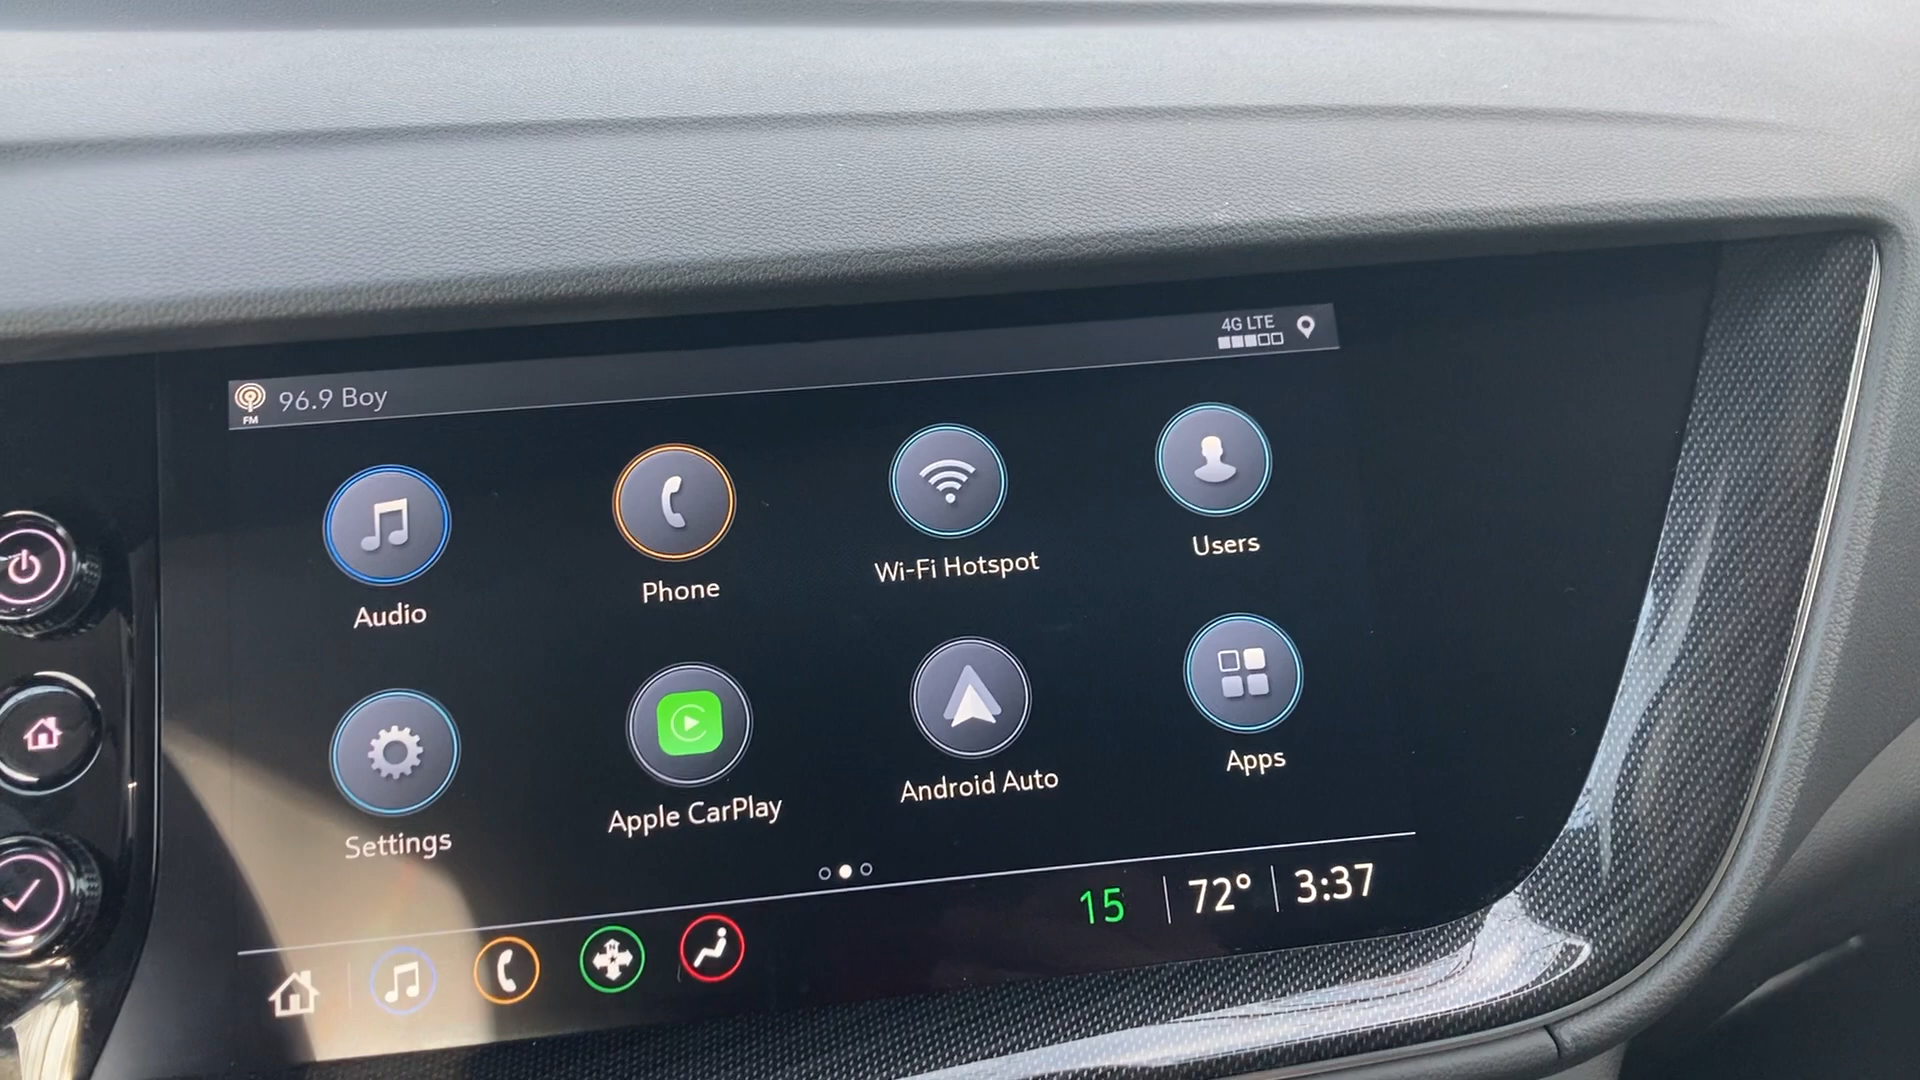 4G LTE
FM
96.9 Boy
Audio
Phone
Wi-Fi Hotspot
Users
Settings
Apple CarPlay
Android Auto
Apps
15
72°
3:37
N